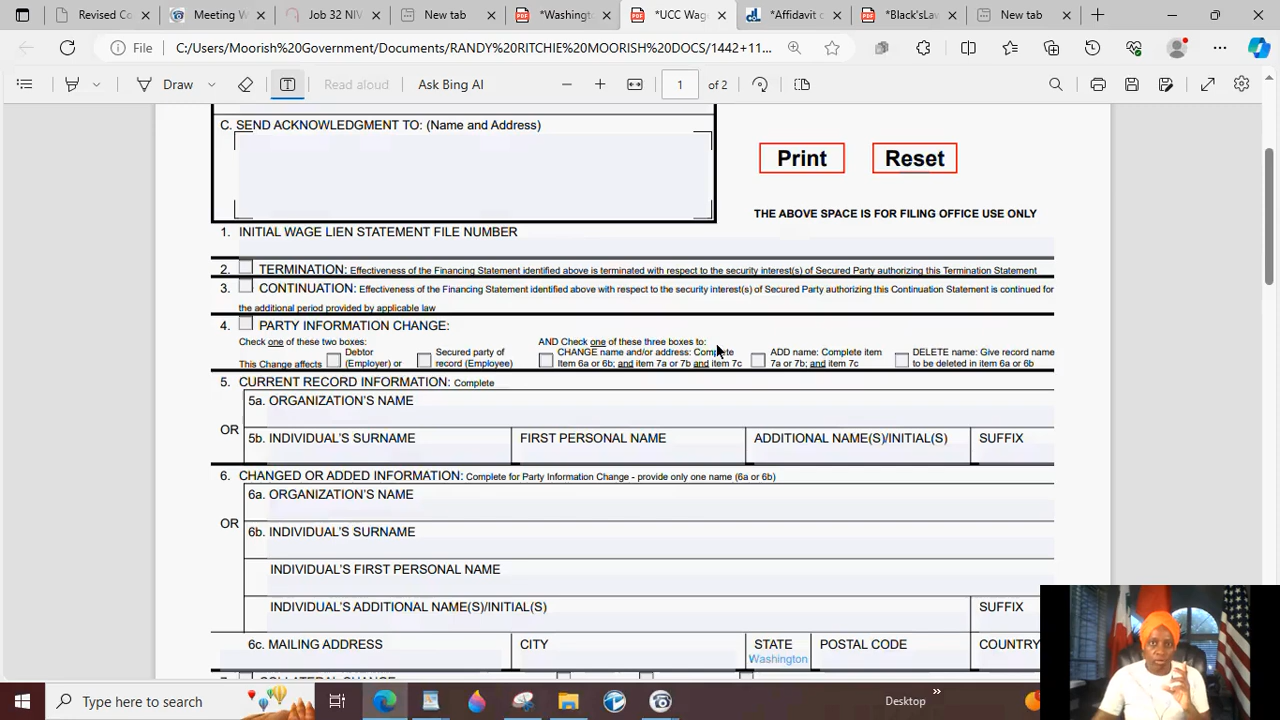 Revised Co
Meeting W
Job 32 NIV
New tab
*Washingto
*UCC Wag
*Affidavit o
*Black'sLaw
New tab
File
C:/Users/Moorish%20Government/Documents/RANDY%20RITCHIE%20MOORISH%20DOCS/1442+11...
Draw
Read aloud
Ask Bing AI
1
of 2
C. SEND ACKNOWLEDGMENT TO: (Name and Address)
Print
Reset
THE ABOVE SPACE IS FOR FILING OFFICE USE ONLY
1. INITIAL WAGE LIEN STATEMENT FILE NUMBER
2. TERMINATION: Effectiveness of the Financing Statement identified above is terminated with respect to the security interest(s) of Secured Party authorizing this Termination Statement
3. CONTINUATION: Effectiveness of the Financing Statement identified above with respect to the security interest(s) of Secured Party authorizing this Continuation Statement is continued for
the additional period provided by applicable law
4. PARTY INFORMATION CHANGE:
Check one of these two boxes:
AND Check one of these three boxes to:
This Change affects
Debtor
(Employer) or
Secured party of
record (Employee)
CHANGE name and/or address: Complete
Item 6a or 6b; and item 7a or 7b and item 7c
ADD name: Complete item
7a or 7b; and item 7c
DELETE name: Give record name
to be deleted in item 6a or 6b
5. CURRENT RECORD INFORMATION: Complete
5a. ORGANIZATION'S NAME
OR
5b. INDIVIDUAL'S SURNAME
FIRST PERSONAL NAME
ADDITIONAL NAME(S)/INITIAL(S)
SUFFIX
6. CHANGED OR ADDED INFORMATION: Complete for Party Information Change - provide only one name (6a or 6b)
6a. ORGANIZATION'S NAME
OR
6b. INDIVIDUAL'S SURNAME
INDIVIDUAL'S FIRST PERSONAL NAME
INDIVIDUAL'S ADDITIONAL NAME(S)/INITIAL(S)
SUFFIX
6c. MAILING ADDRESS
CITY
STATE
Washington
POSTAL CODE
COUNTRY
Type here to search
Desktop